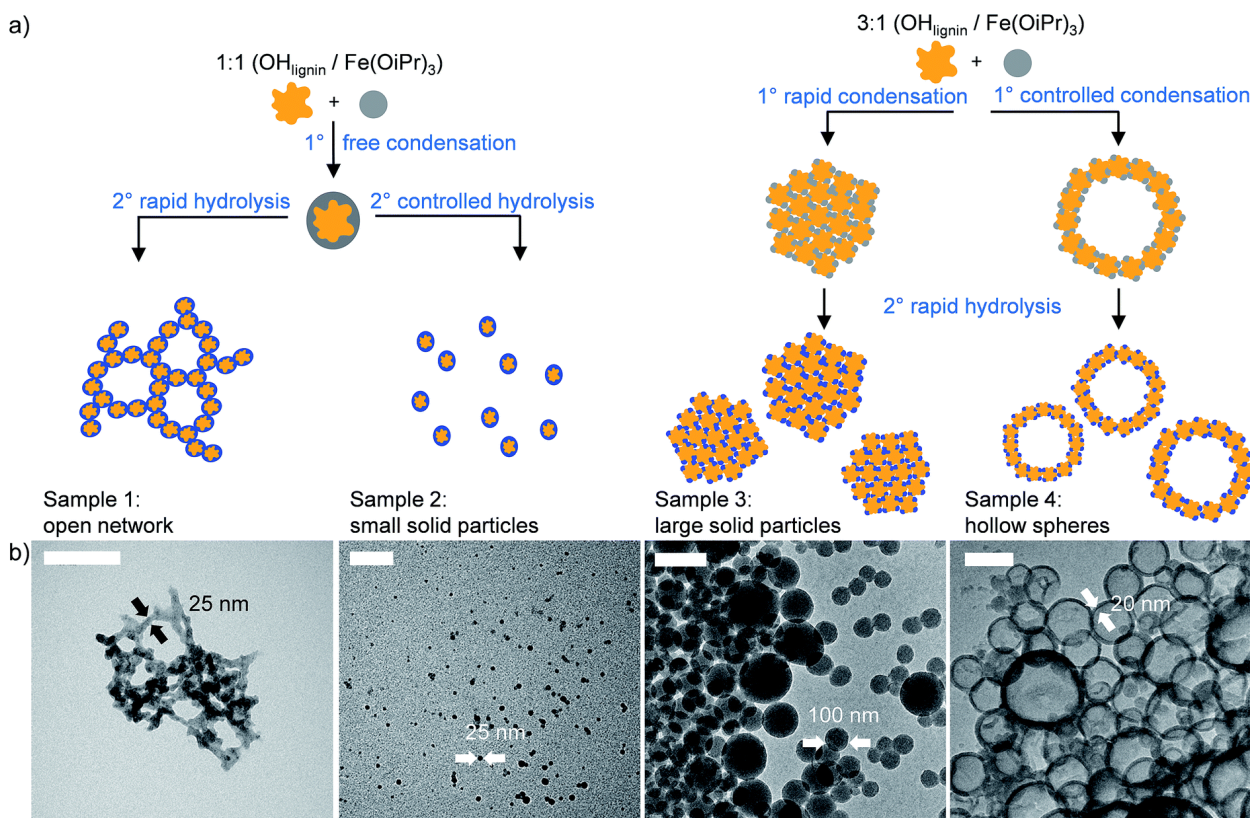 a)
1:1 (OHlignin / Fe(OiPr)3)
+
1° free condensation
2° rapid hydrolysis
2° controlled hydrolysis
3:1 (OHlignin / Fe(OiPr)3)
+
1° rapid condensation
1° controlled condensation
2° rapid hydrolysis
Sample 1:
open network
Sample 2:
small solid particles
Sample 3:
large solid particles
Sample 4:
hollow spheres
b)
25 nm
25 nm
100 nm
20 nm